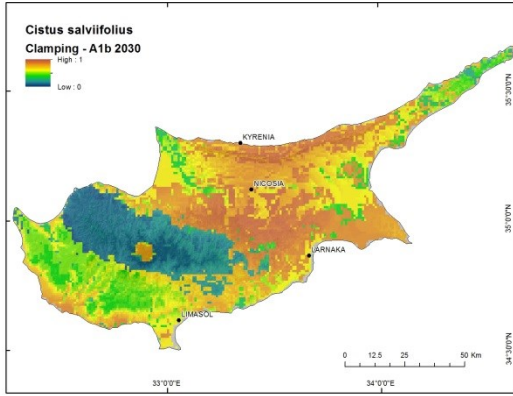 Cistus salviifolius
Clamping - A1b 2030
High : 1
Low : 0
35°30'0"N
KYRENIA
NICOSIA
35°0'0"N
LARNAKA
LIMASOL
34°30'0"N
0 12.5 25 50 Km
33°0'0"E 34°0'0"E